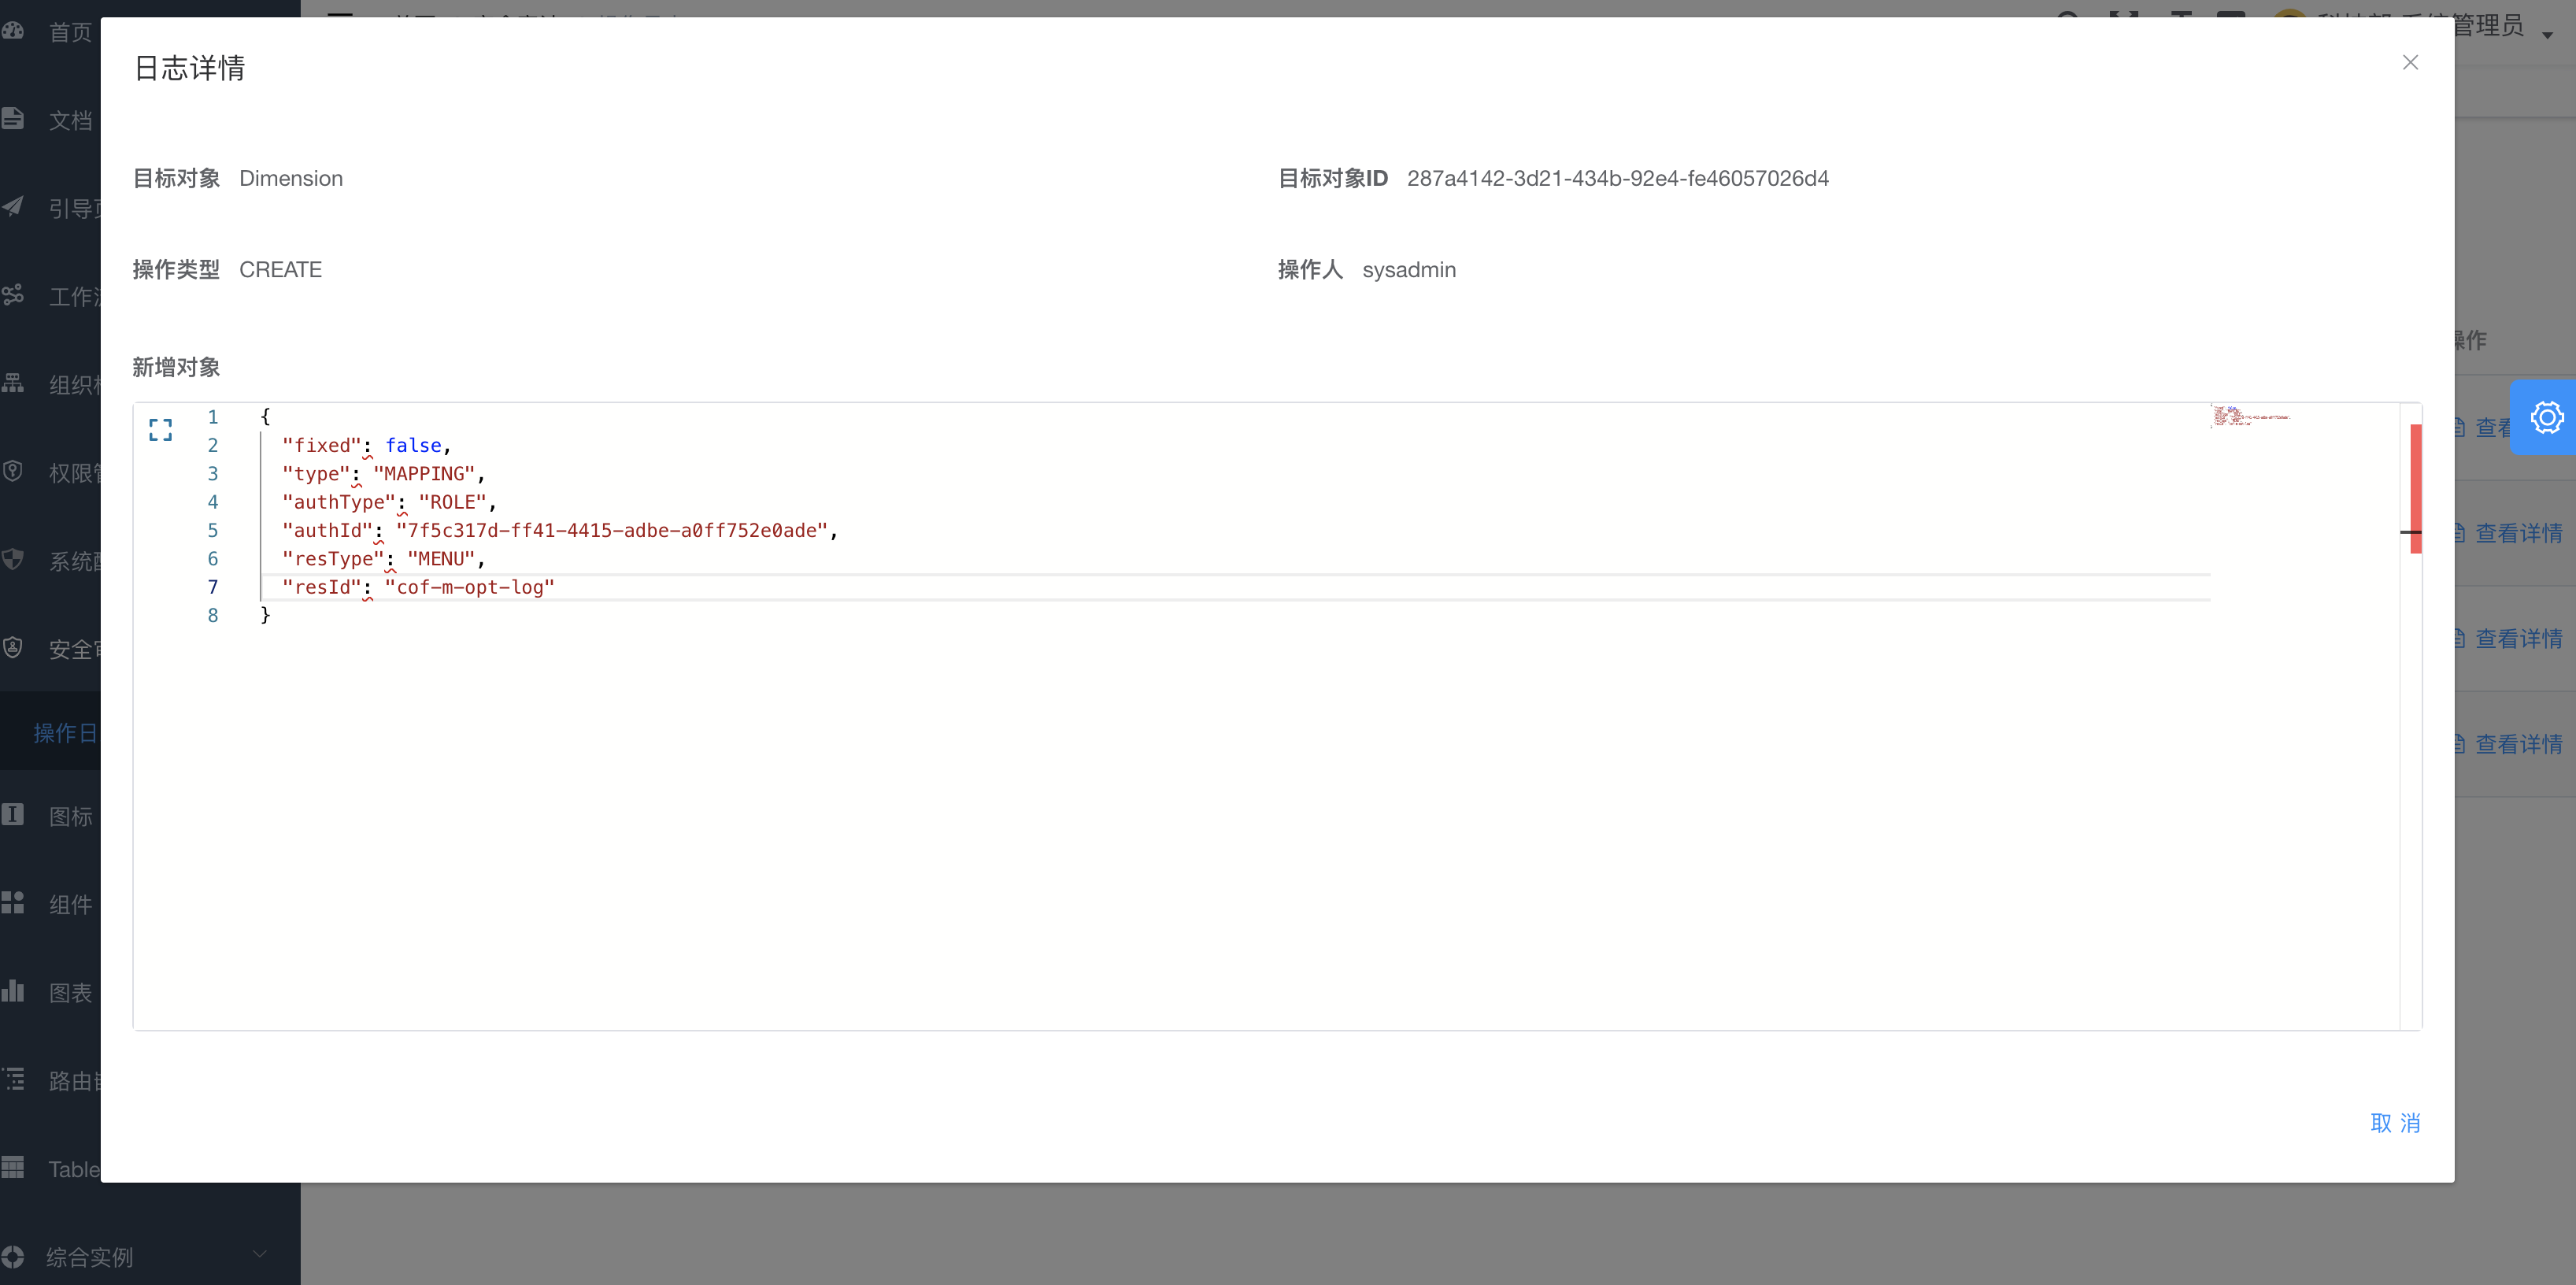 首页
文档
引导
工作
组织
权限
系统
安全
操作日
图标
组件
图表
路由
Table
综合实例
管理员
日志详情
目标对象 Dimension
目标对象ID 287a4142-3d21-434b-92e4-fe46057026d4
操作类型 CREATE
操作人 sysadmin
新增对象
1 {
2 "fixed": false,
3 "type": "MAPPING",
4 "authType": "ROLE",
5 "authId": "7f5c317d-ff41-4415-adbe-a0ff752e0ade",
6 "resType": "MENU",
7 "resId": "cof-m-opt-log"
8 }
取 消
操作
查看
查看详情
查看详情
查看详情